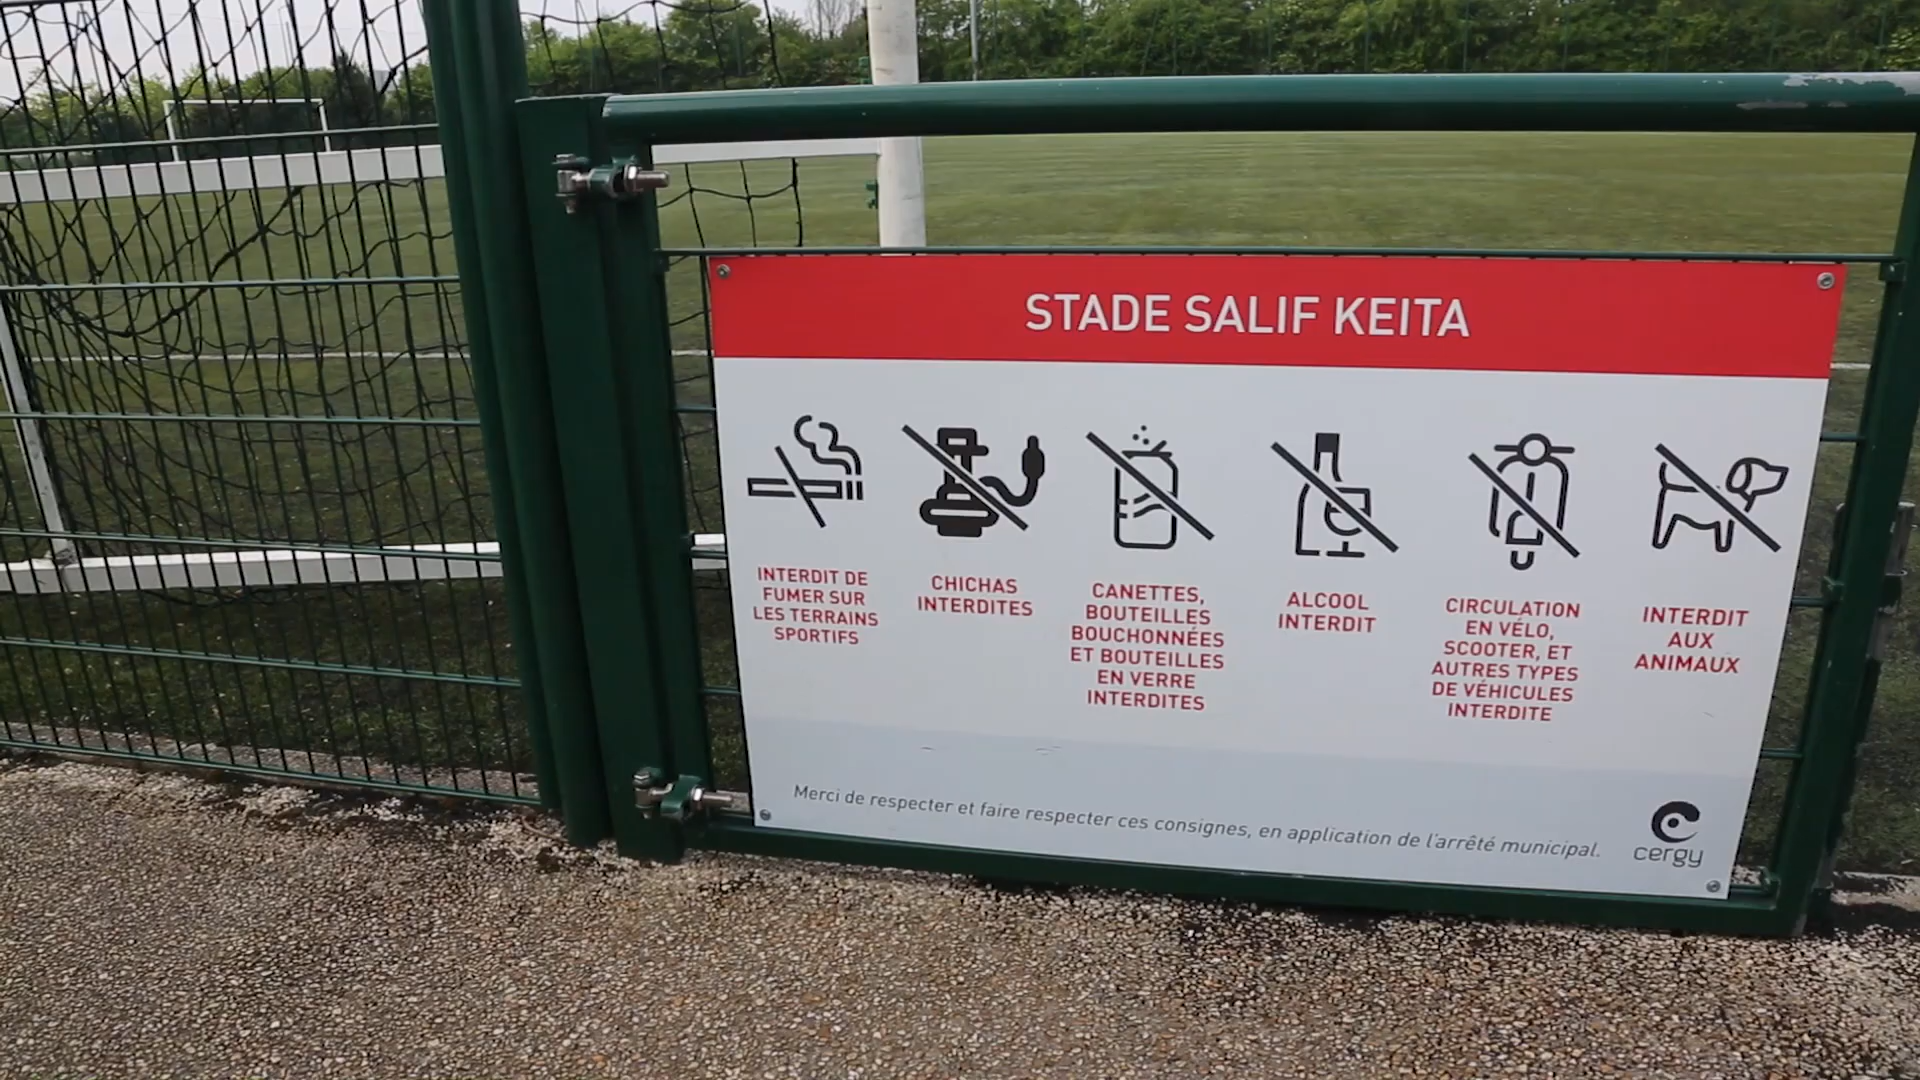 STADE SALIF KEITA
INTERDIT DE
FUMER SUR
LES TERRAINS
SPORTIFS
CHICHAS
INTERDITES
CANETTES,
BOUTEILLES
BOUCHONNÉES
ET BOUTEILLES
EN VERRE
INTERDITES
ALCOOL
INTERDIT
CIRCULATION
EN VÉLO,
SCOOTER, ET
AUTRES TYPES
DE VÉHICULES
INTERDITE
INTERDIT
AUX
ANIMAUX
Merci de respecter et faire respecter ces consignes, en application de l'arrêté municipal.
cergy